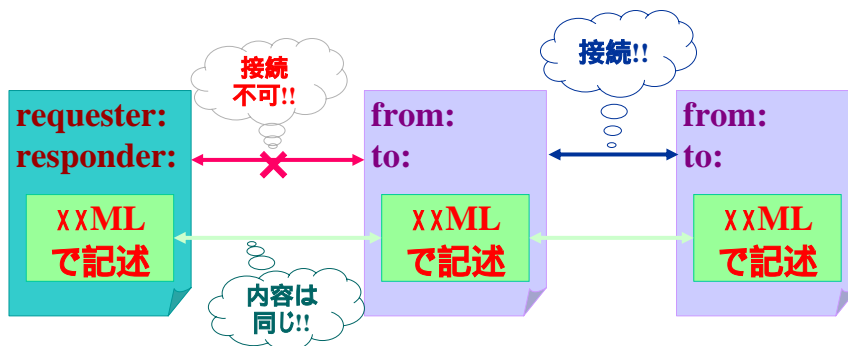 接続
不可!!
接続!!
requester:
responder:
from:
to:
from:
to:
xxML
で記述
xxML
で記述
xxML
で記述
内容は
同じ!!